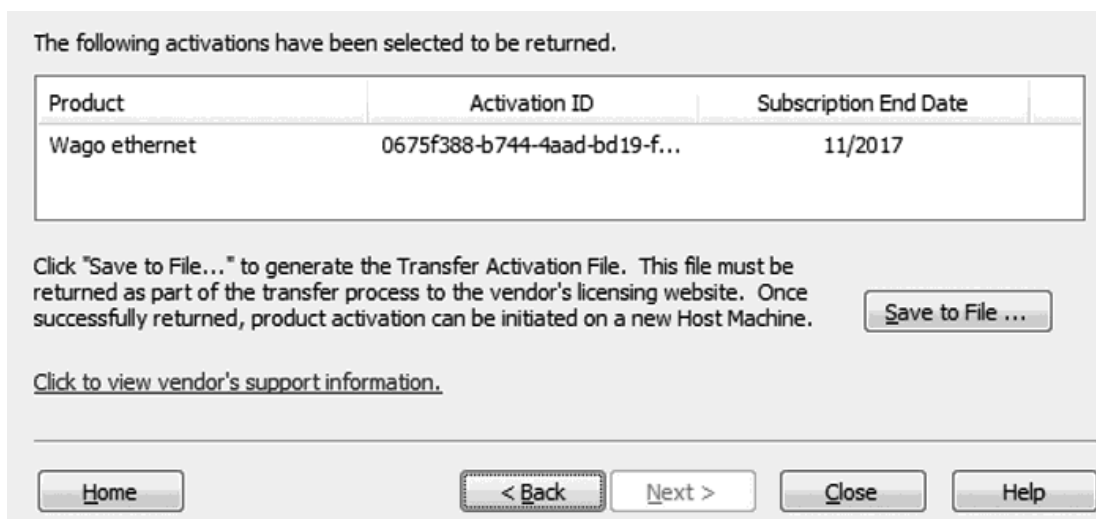 The following activations have been selected to be returned.
Product Activation ID Subscription End Date
Wago ethernet 0675f388-b744-4aad-bd19-f... 11/2017
Click "Save to File..." to generate the Transfer Activation File. This file must be
returned as part of the transfer process to the vendor's licensing website. Once
successfully returned, product activation can be initiated on a new Host Machine.
Save to File ...
Click to view vendor's support information.
Home < Back Next > Close Help